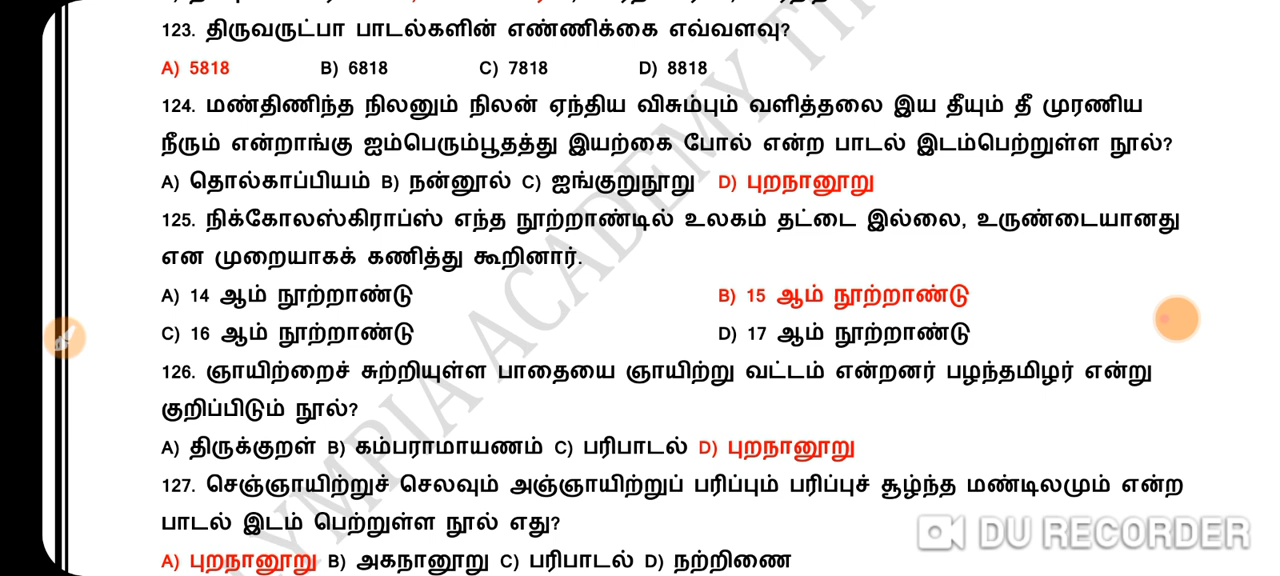 123. திருவருட்பா பாடல்களின் எண்ணிக்கை எவ்வளவு?
A) 5818 B) 6818 C) 7818 D) 8818
124. மண்திணிந்த நிலனும் நிலன் ஏந்திய விசும்பும் வளித்தலை இய தீயும் தீ முரணிய
நீரும் என்றாங்கு ஐம்பெரும்பூதத்து இயற்கை போல் என்ற பாடல் இடம்பெற்றுள்ள நூல்?
A) தொல்காப்பியம் B) நன்னூல் C) ஐங்குறுநூறு D) புறநானூறு
125. நிக்கோலஸ்கிராப்ஸ் எந்த நூற்றாண்டில் உலகம் தட்டை இல்லை, உருண்டையானது
என முறையாகக் கணித்து கூறினார்.
A) 14 ஆம் நூற்றாண்டு B) 15 ஆம் நூற்றாண்டு
C) 16 ஆம் நூற்றாண்டு D) 17 ஆம் நூற்றாண்டு
126. ஞாயிற்றைச் சுற்றியுள்ள பாதையை ஞாயிற்று வட்டம் என்றனர் பழந்தமிழர் என்று
குறிப்பிடும் நூல்?
A) திருக்குறள் B) கம்பராமாயணம் C) பரிபாடல் D) புறநானூறு
127. செஞ்ஞாயிற்றுச் செலவும் அஞ்ஞாயிற்றுப் பரிப்பும் பரிப்புச் சூழ்ந்த மண்டிலமும் என்ற
பாடல் இடம் பெற்றுள்ள நூல் எது?
A) புறநானூறு B) அகநானூறு C) பரிபாடல் D) நற்றிணை
YMPIA ACADEMY
DU RECORDER